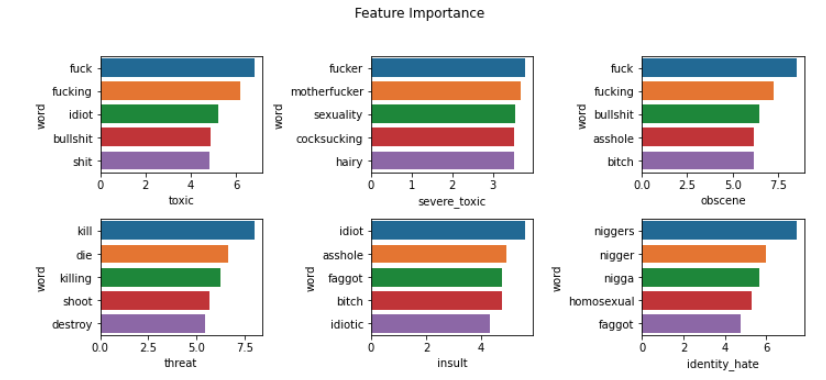 Feature Importance
word
fuck
fucking
idiot
bullshit
shit
0 2 4 6
toxic
word
fucker
motherfucker
sexuality
cocksucking
hairy
0 1 2 3
severe_toxic
word
fuck
fucking
bullshit
asshole
bitch
0.0 2.5 5.0 7.5
obscene
word
kill
die
killing
shoot
destroy
0.0 2.5 5.0 7.5
threat
word
idiot
asshole
faggot
bitch
idiotic
0 2 4
insult
word
niggers
nigger
nigga
homosexual
faggot
0 2 4 6
identity_hate